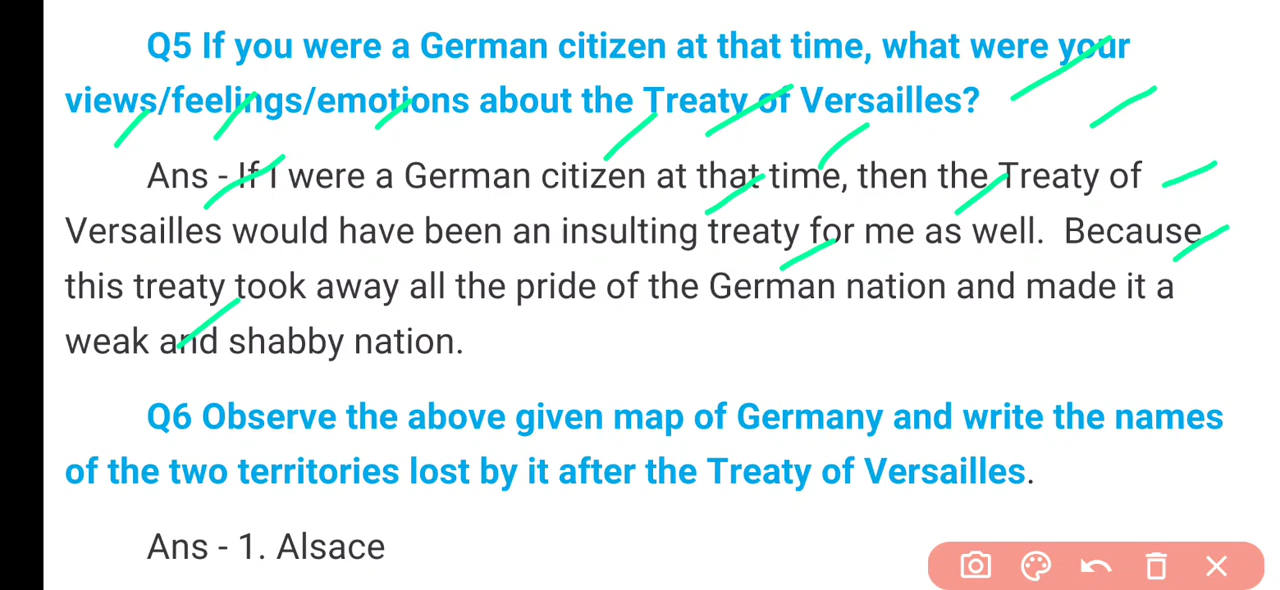 Q5 If you were a German citizen at that time, what were your
views/feelings/emotions about the Treaty of Versailles?
Ans - If I were a German citizen at that time, then the Treaty of
Versailles would have been an insulting treaty for me as well. Because
this treaty took away all the pride of the German nation and made it a
weak and shabby nation.
Q6 Observe the above given map of Germany and write the names
of the two territories lost by it after the Treaty of Versailles.
Ans - 1. Alsace